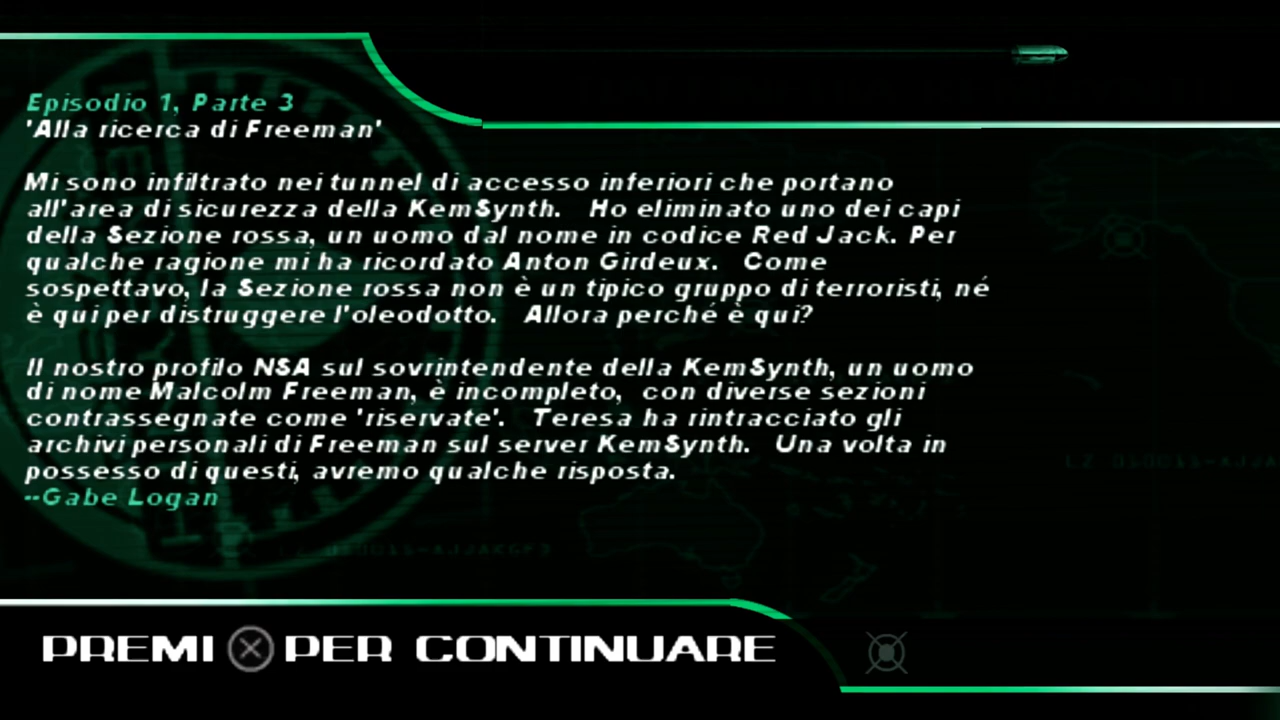 Episodio 1, Parte 3
'Alla ricerca di Freeman'
Mi sono infiltrato nei tunnel di accesso inferiori che portano
all'area di sicurezza della KemSynth. Ho eliminato uno dei capi
della Sezione rossa, un uomo dal nome in codice Red Jack. Per
qualche ragione mi ha ricordato Anton Girdeux. Come
sospettavo, la Sezione rossa non è un tipico gruppo di terroristi, né
è qui per distruggere l'oleodotto. Allora perché è qui?
Il nostro profilo NSA sul sovrintendente della KemSynth, un uomo
di nome Malcolm Freeman, è incompleto, con diverse sezioni
contrassegnate come 'riservate'. Teresa ha rintracciato gli
archivi personali di Freeman sul server KemSynth. Una volta in
possesso di questi, avremo qualche risposta.
--Gabe Logan
PREMI PER CONTINUARE